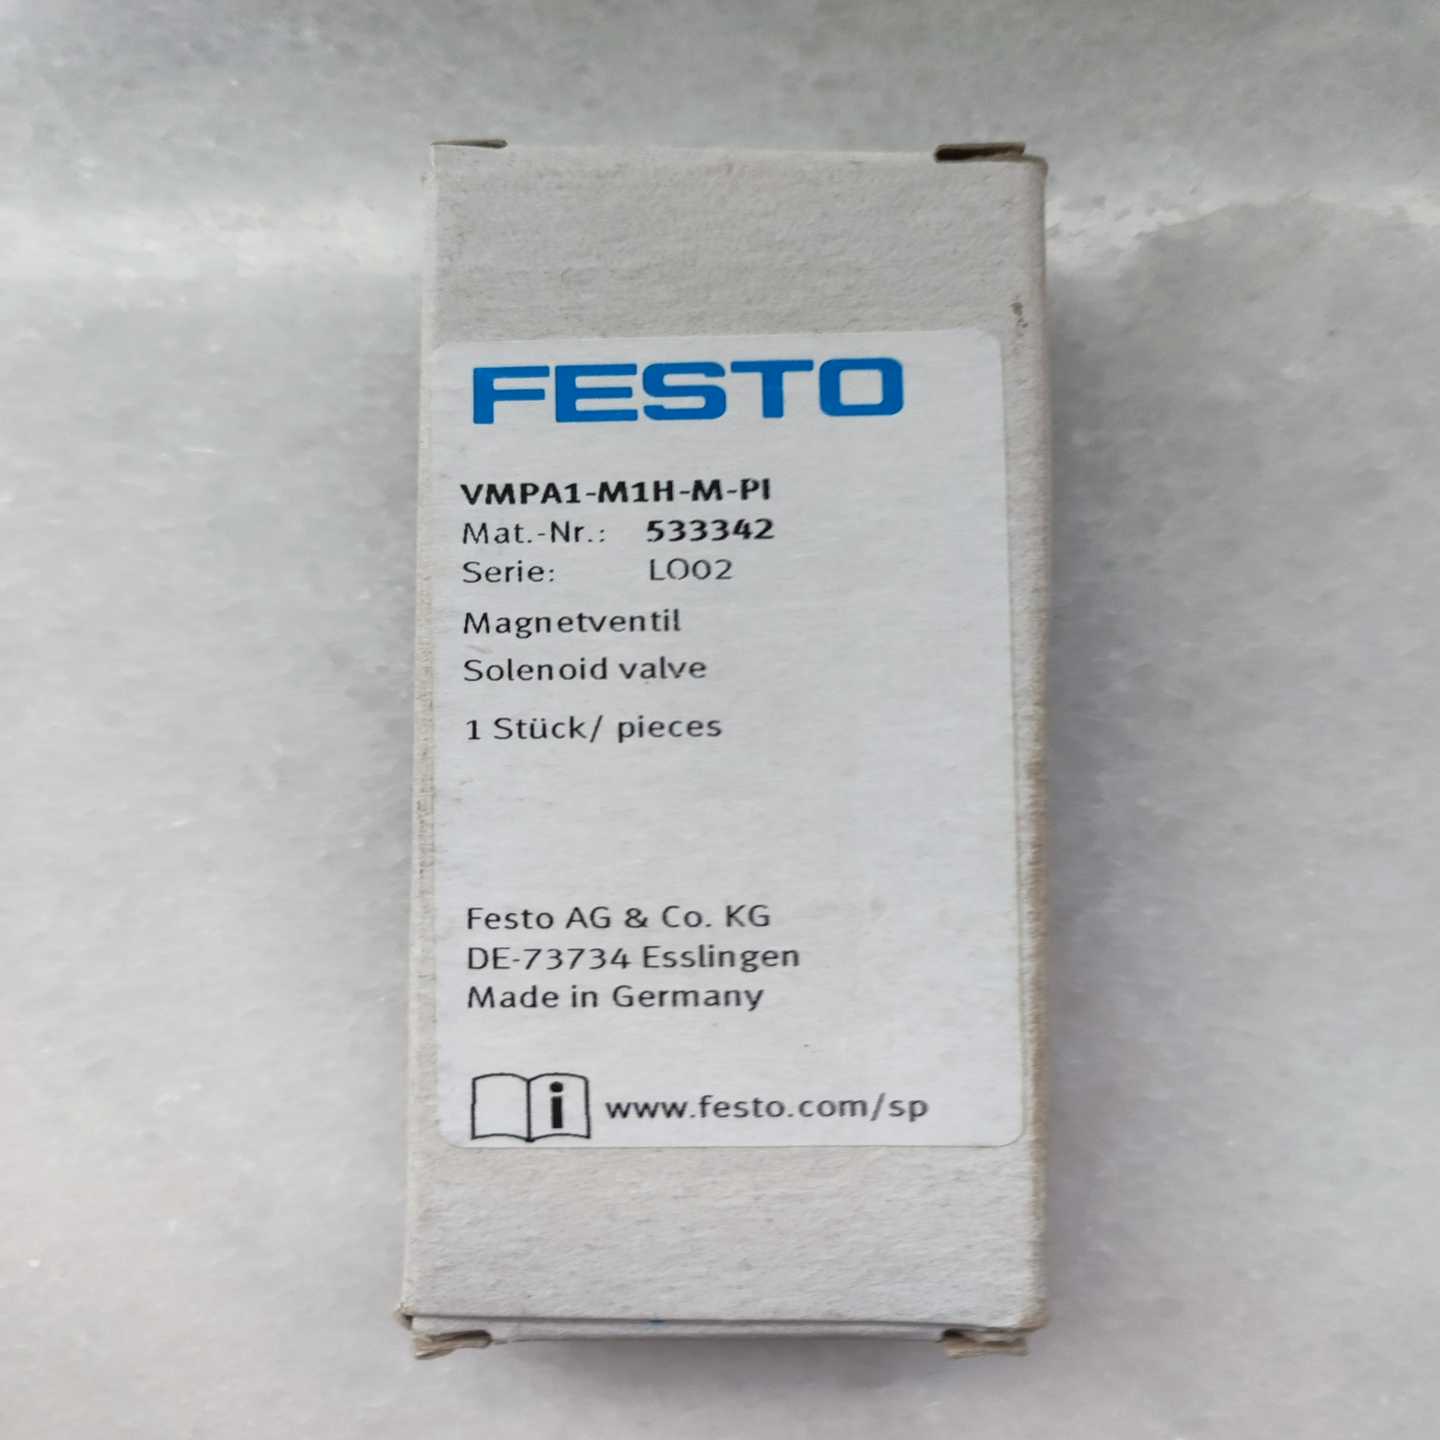 FESTO
VMPA1-M1H-M-PI
Mat.-Nr.: 533342
Serie: LO02
Magnetventil
Solenoid valve
1 Stück/ pieces
Festo AG & Co. KG
DE-73734 Esslingen
Made in Germany
i www.festo.com/sp